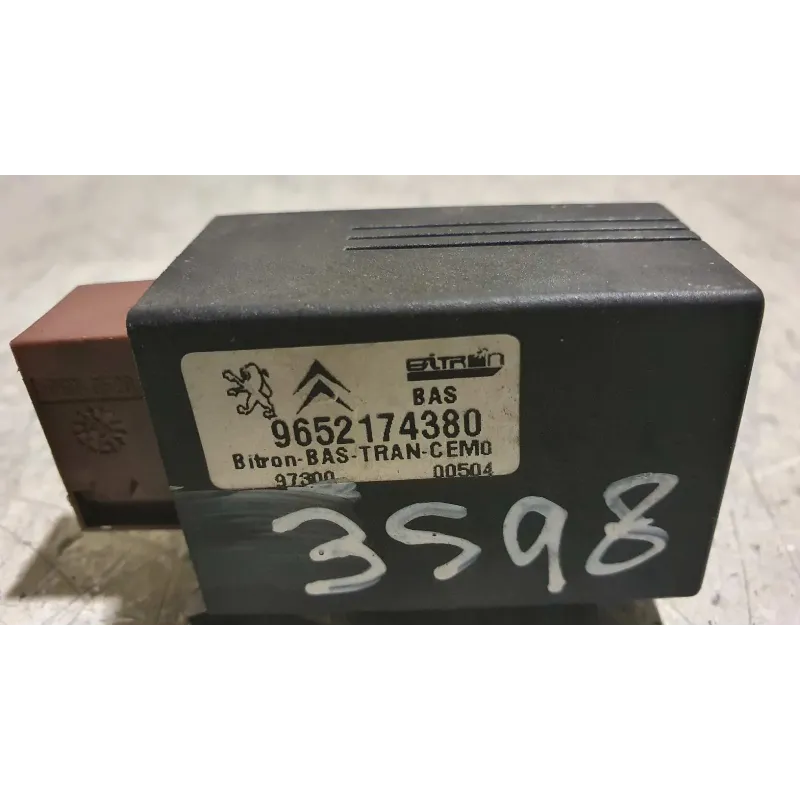 BITRON
BAS
9652174380
Bitron-BAS-TRAN-CEM0
97300 00504
3598